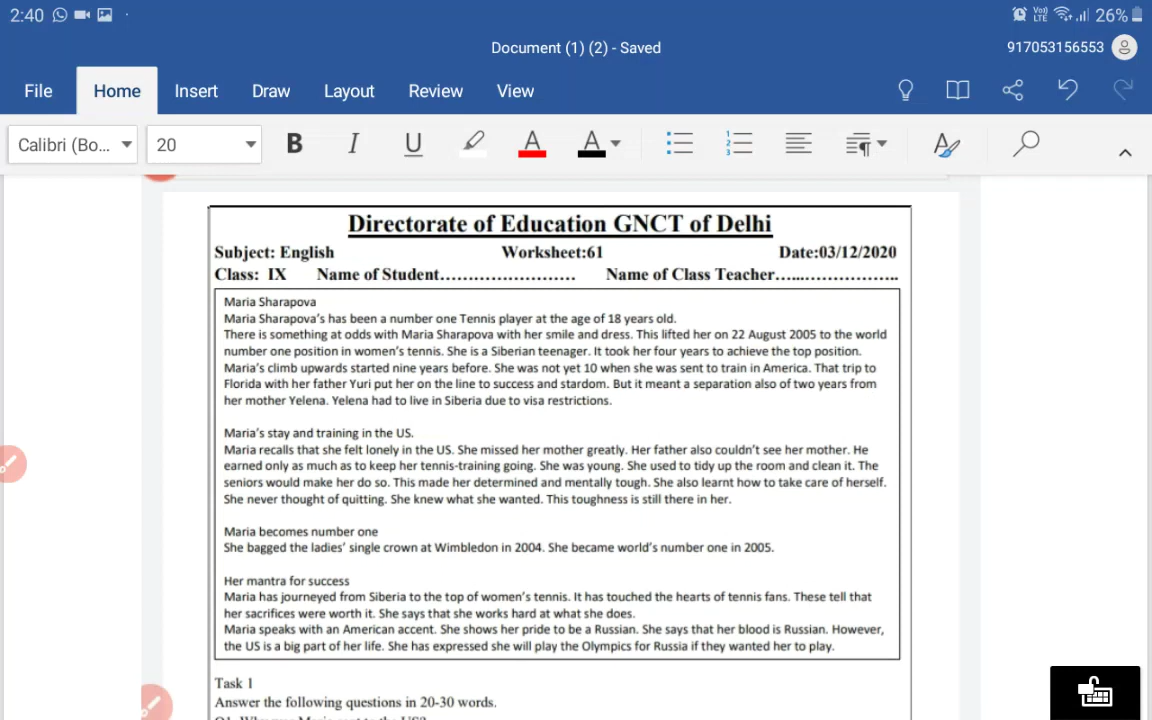 2:40
26%
Document (1) (2) - Saved
917053156553
File Home Insert Draw Layout Review View
Calibri (Bo... 20
Directorate of Education GNCT of Delhi
Subject: English Worksheet:61 Date:03/12/2020
Class: IX Name of Student........................ Name of Class Teacher......................
Maria Sharapova
Maria Sharapova's has been a number one Tennis player at the age of 18 years old.
There is something at odds with Maria Sharapova with her smile and dress. This lifted her on 22 August 2005 to the world
number one position in women's tennis. She is a Siberian teenager. It took her four years to achieve the top position.
Maria's climb upwards started nine years before. She was not yet 10 when she was sent to train in America. That trip to
Florida with her father Yuri put her on the line to success and stardom. But it meant a separation also of two years from
her mother Yelena. Yelena had to live in Siberia due to visa restrictions.
Maria's stay and training in the US.
Maria recalls that she felt lonely in the US. She missed her mother greatly. Her father also couldn't see her mother. He
earned only as much as to keep her tennis-training going. She was young. She used to tidy up the room and clean it. The
seniors would make her do so. This made her determined and mentally tough. She also learnt how to take care of herself.
She never thought of quitting. She knew what she wanted. This toughness is still there in her.
Maria becomes number one
She bagged the ladies' single crown at Wimbledon in 2004. She became world's number one in 2005.
Her mantra for success
Maria has journeyed from Siberia to the top of women's tennis. It has touched the hearts of tennis fans. These tell that
her sacrifices were worth it. She says that she works hard at what she does.
Maria speaks with an American accent. She shows her pride to be a Russian. She says that her blood is Russian. However,
the US is a big part of her life. She has expressed she will play the Olympics for Russia if they wanted her to play.
Task 1
Answer the following questions in 20-30 words.